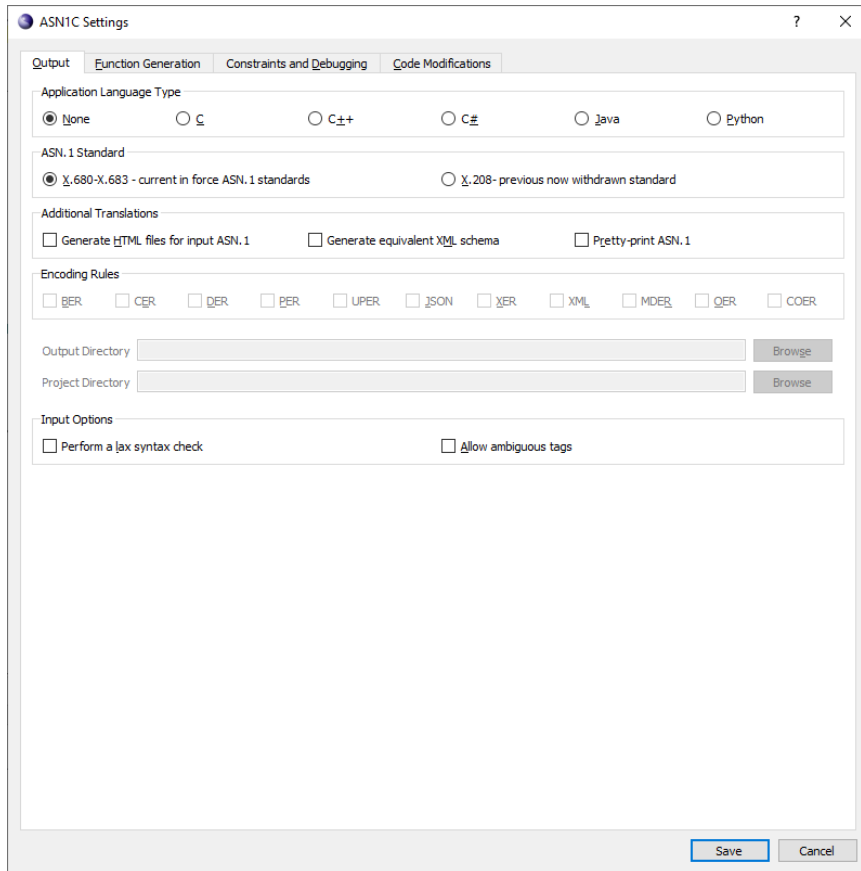 ASN1C Settings
Output Function Generation Constraints and Debugging Code Modifications
Application Language Type
None C C++ C# Java Python
ASN.1 Standard
X.680-X.683 - current in force ASN.1 standards X.208- previous now withdrawn standard
Additional Translations
Generate HTML files for input ASN.1 Generate equivalent XML schema Pretty-print ASN.1
Encoding Rules
BER CER DER PER UPER JSON XER XML MDER OER COER
Output Directory Browse
Project Directory Browse
Input Options
Perform a lax syntax check Allow ambiguous tags
Save Cancel